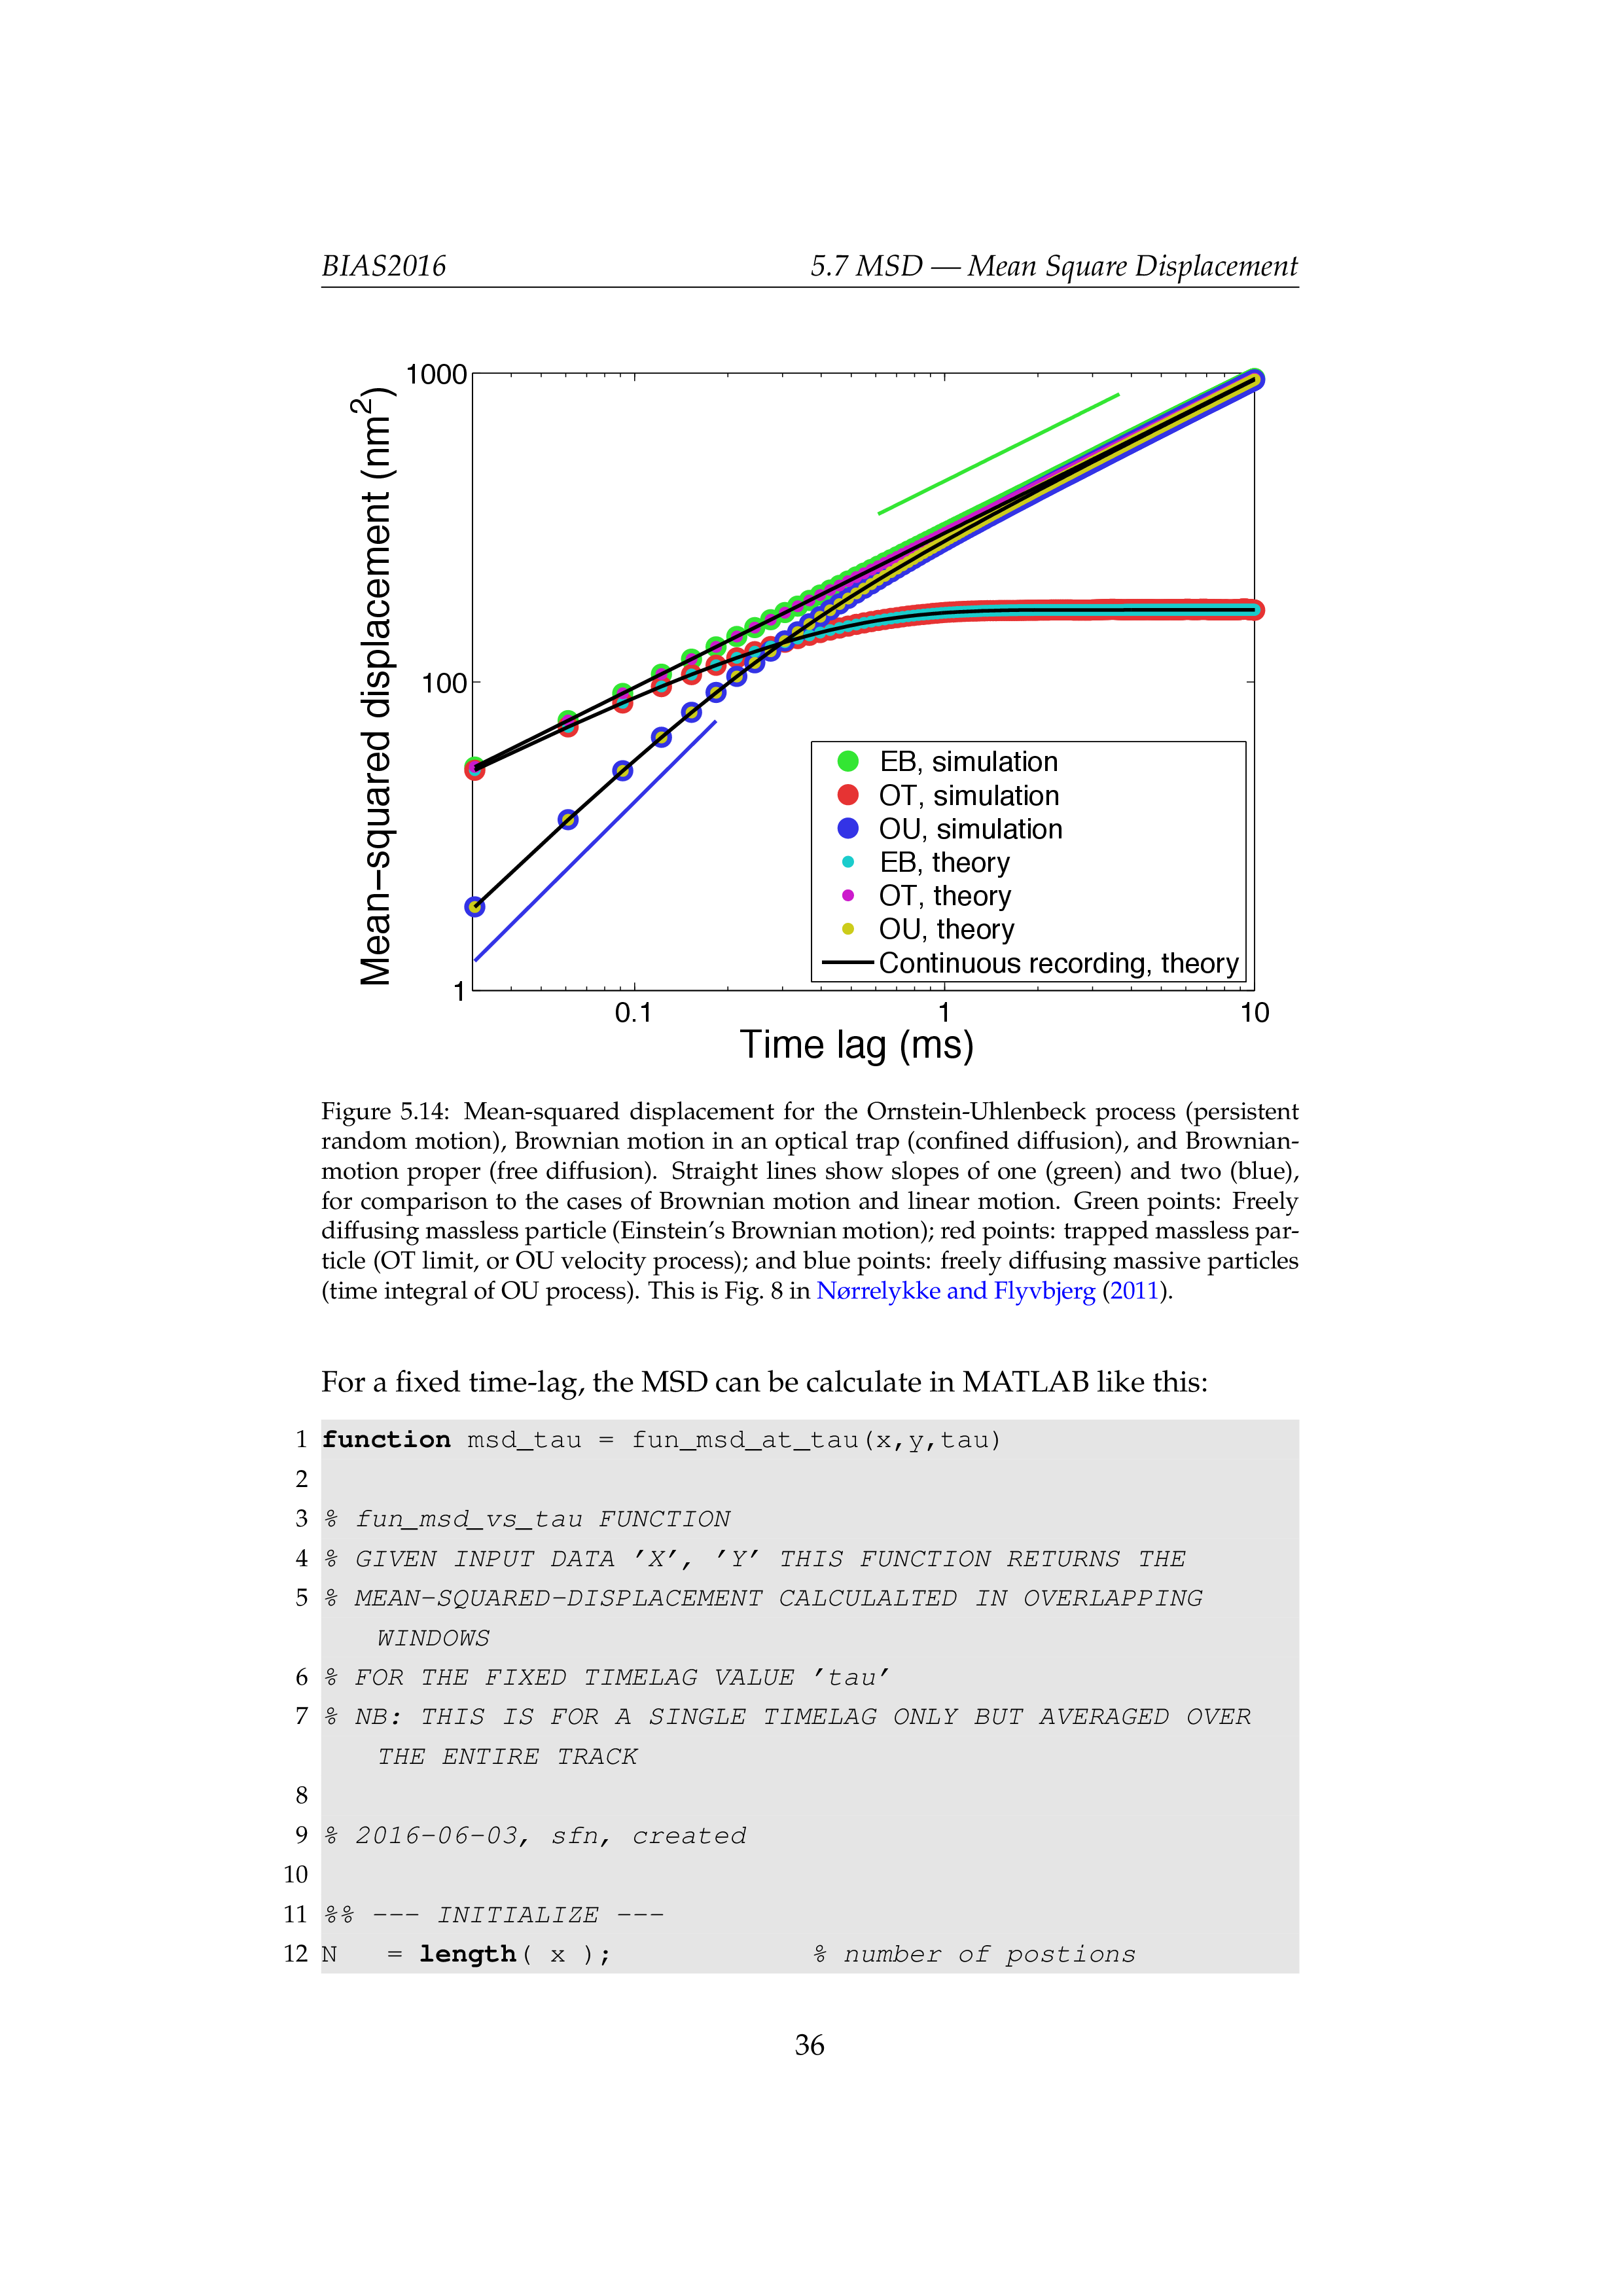 BIAS2016 5.7 MSD — Mean Square Displacement
1000
100
1
Mean−squared displacement (nm²)
EB, simulation
OT, simulation
OU, simulation
EB, theory
OT, theory
OU, theory
Continuous recording, theory
0.1 1 10
Time lag (ms)
Figure 5.14: Mean-squared displacement for the Ornstein-Uhlenbeck process (persistent
random motion), Brownian motion in an optical trap (confined diffusion), and Brownian-
motion proper (free diffusion). Straight lines show slopes of one (green) and two (blue),
for comparison to the cases of Brownian motion and linear motion. Green points: Freely
diffusing massless particle (Einstein's Brownian motion); red points: trapped massless par-
ticle (OT limit, or OU velocity process); and blue points: freely diffusing massive particles
(time integral of OU process). This is Fig. 8 in Nørrelykke and Flyvbjerg (2011).
For a fixed time-lag, the MSD can be calculate in MATLAB like this:
1 function msd_tau = fun_msd_at_tau(x,y,tau)
2
3 % fun_msd_vs_tau FUNCTION
4 % GIVEN INPUT DATA ’X’, ’Y’ THIS FUNCTION RETURNS THE
5 % MEAN-SQUARED-DISPLACEMENT CALCULALTED IN OVERLAPPING
WINDOWS
6 % FOR THE FIXED TIMELAG VALUE ’tau’
7 % NB: THIS IS FOR A SINGLE TIMELAG ONLY BUT AVERAGED OVER
THE ENTIRE TRACK
8
9 % 2016-06-03, sfn, created
10
11 %% --- INITIALIZE ---
12 N = length( x ); % number of postions
36